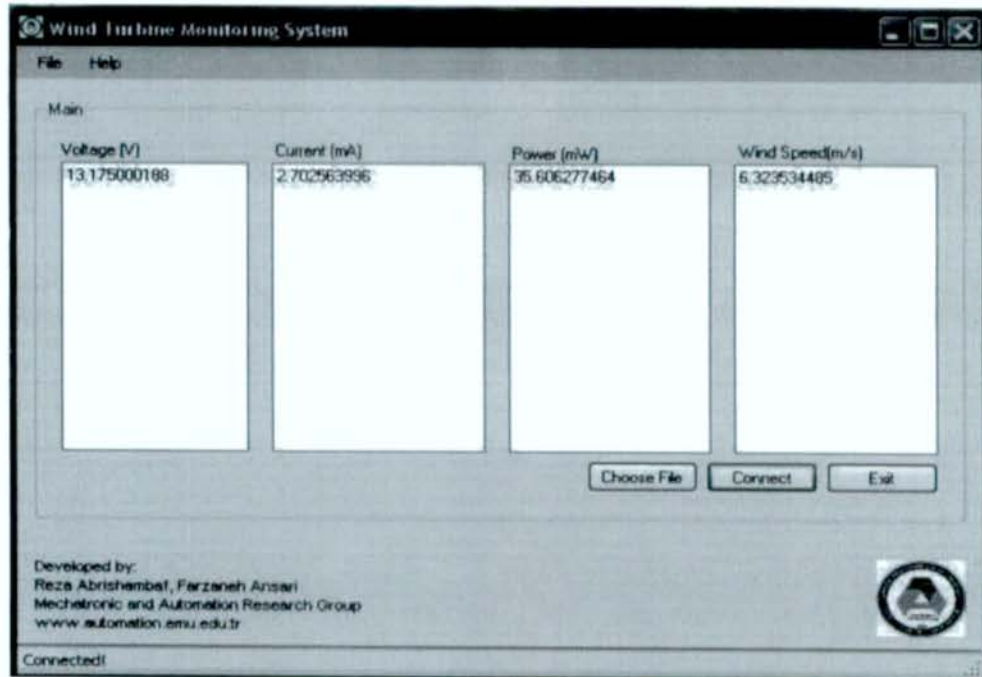 Wind Turbine Monitoring System
File Help
Main
Voltage (V) Current (mA) Power (mW) Wind Speed(m/s)
13.175000188 2.702563996 35.606277464 6.323534485
Choose File Connect Exit
Developed by:
Reza Abrishambaf, Farzaneh Ansari
Mechatronic and Automation Research Group
www.automation.emu.edu.tr
Connected!